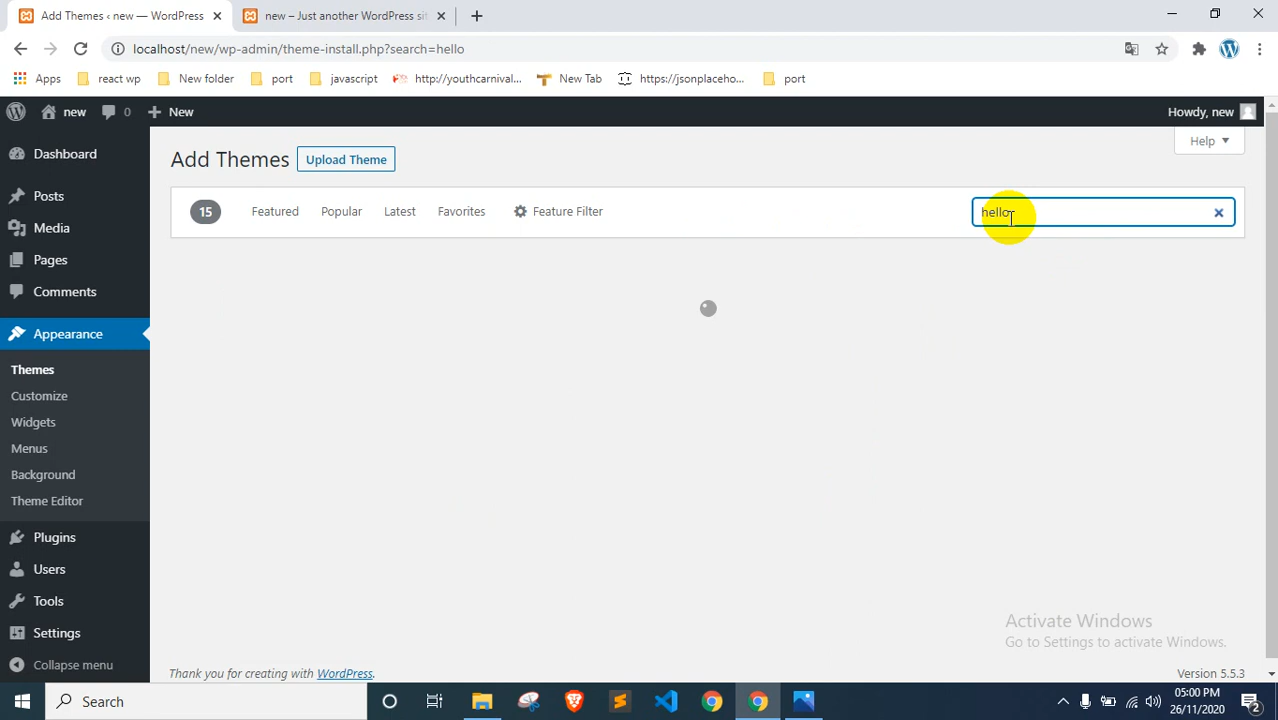 Add Themes ‹ new — WordPress
new – Just another WordPress sit
localhost/new/wp-admin/theme-install.php?search=hello
Apps
react wp
New folder
port
javascript
http://youthcarnival...
New Tab
https://jsonplaceho...
port
new
0
New
Howdy, new
Dashboard
Posts
Media
Pages
Comments
Appearance
Themes
Customize
Widgets
Menus
Background
Theme Editor
Plugins
Users
Tools
Settings
Collapse menu
Help
Add Themes
Upload Theme
15
Featured
Popular
Latest
Favorites
Feature Filter
hello
Activate Windows
Go to Settings to activate Windows.
Thank you for creating with WordPress.
Version 5.5.3
Search
05:00 PM
26/11/2020
2